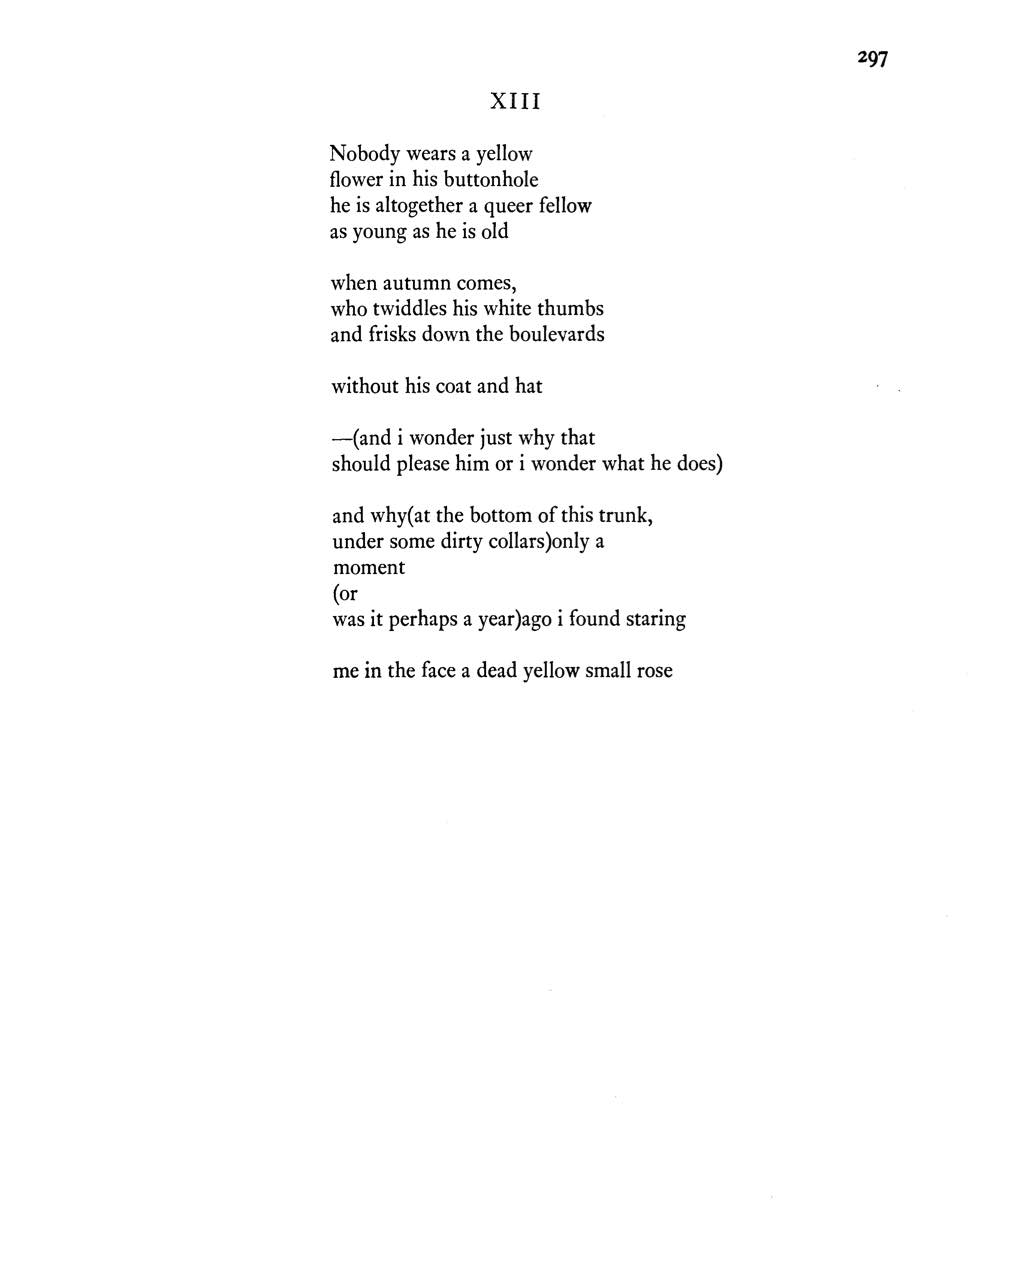 297
XIII
Nobody wears a yellow
flower in his buttonhole
he is altogether a queer fellow
as young as he is old
when autumn comes,
who twiddles his white thumbs
and frisks down the boulevards
without his coat and hat
—(and i wonder just why that
should please him or i wonder what he does)
and why(at the bottom of this trunk,
under some dirty collars)only a
moment
(or
was it perhaps a year)ago i found staring
me in the face a dead yellow small rose